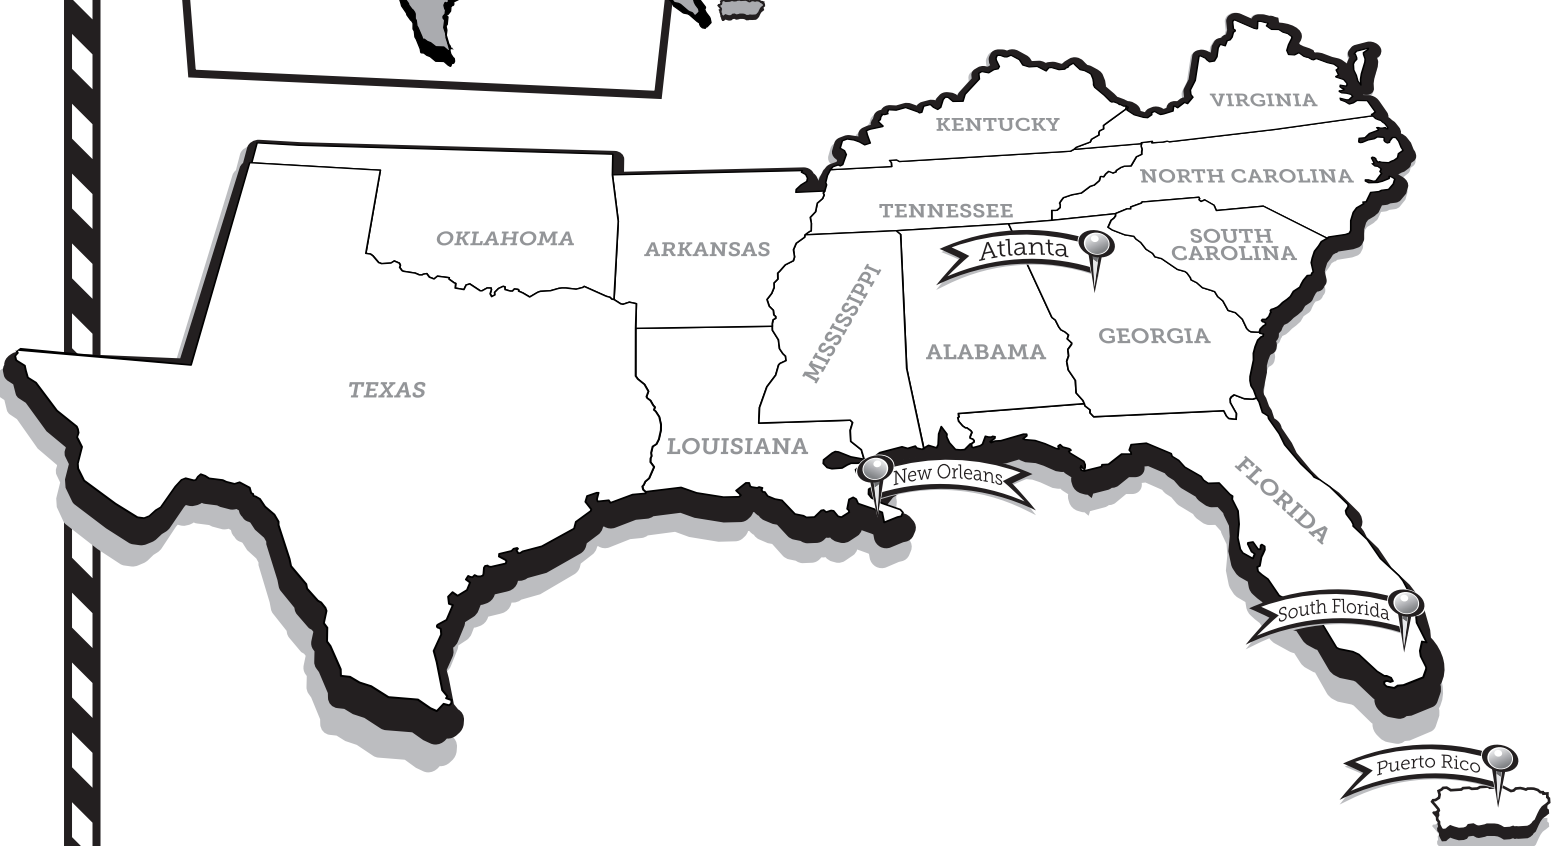 VIRGINIA
KENTUCKY
NORTH CAROLINA
TENNESSEE
OKLAHOMA
ARKANSAS
SOUTH
CAROLINA
Atlanta
MISSISSIPPI
GEORGIA
ALABAMA
TEXAS
LOUISIANA
New Orleans
FLORIDA
South Florida
Puerto Rico